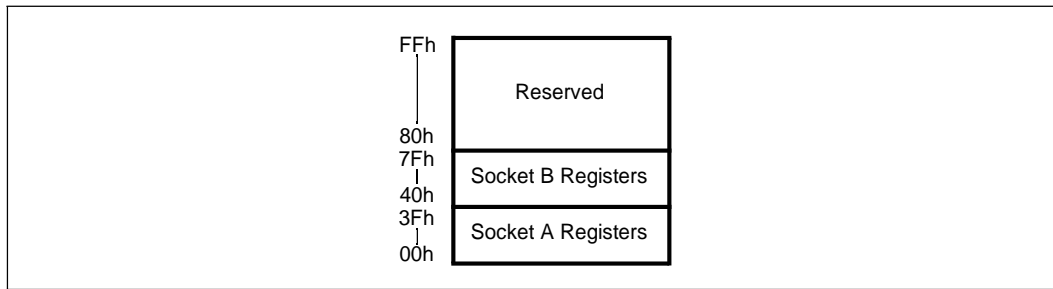 FFh
Reserved
80h
7Fh
Socket B Registers
40h
3Fh
Socket A Registers
00h